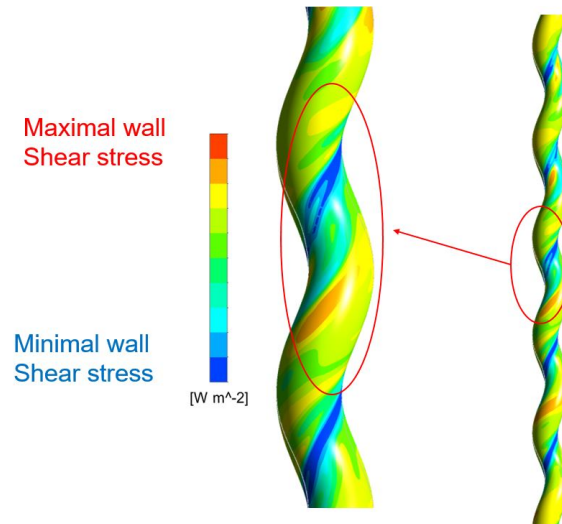 Maximal wall
Shear stress
Minimal wall
Shear stress
[W m^-2]